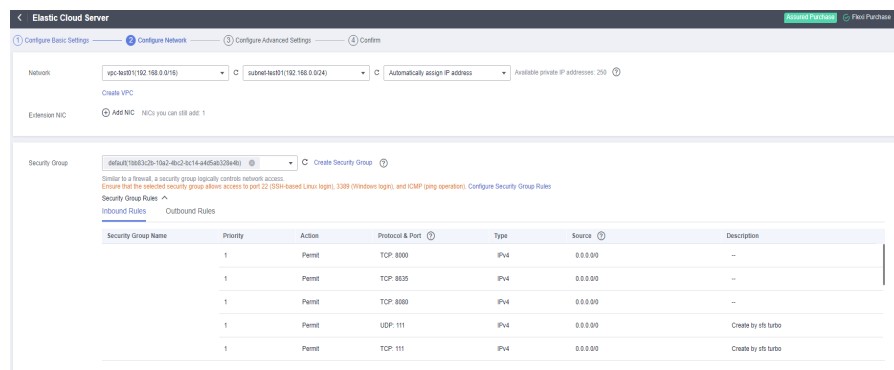 < Elastic Cloud Server Assured Purchase Flexi Purchase
1 Configure Basic Settings 2 Configure Network 3 Configure Advanced Settings 4 Confirm
Network vpc-test01(192.168.0.0/16) C subnet-test01(192.168.0.0/24) C Automatically assign IP address Available private IP addresses: 250 ?
Create VPC
Extension NIC + Add NIC NICs you can still add: 1
Security Group default(1bb83c2b-10a2-4bc2-bc14-a4d5ab328e4b) C Create Security Group ?
Similar to a firewall, a security group logically controls network access.
Ensure that the selected security group allows access to port 22 (SSH-based Linux login), 3389 (Windows login), and ICMP (ping operation). Configure Security Group Rules
Security Group Rules
Inbound Rules Outbound Rules
Security Group Name Priority Action Protocol & Port ? Type Source ? Description
1 Permit TCP: 8000 IPv4 0.0.0.0/0 --
1 Permit TCP: 8635 IPv4 0.0.0.0/0 --
1 Permit TCP: 8080 IPv4 0.0.0.0/0 --
1 Permit UDP: 111 IPv4 0.0.0.0/0 Create by sfs turbo
1 Permit TCP: 111 IPv4 0.0.0.0/0 Create by sfs turbo